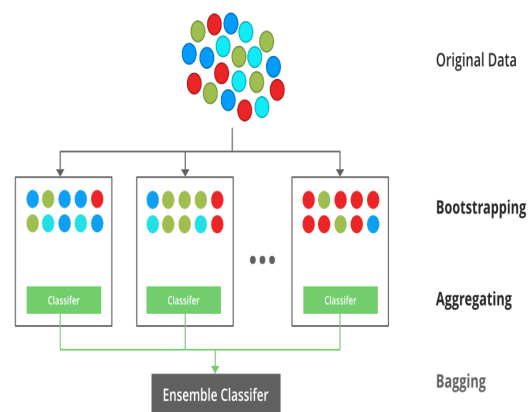 Original Data
Bootstrapping
Classifer
Classifer
Classifer
Aggregating
Ensemble Classifer
Bagging